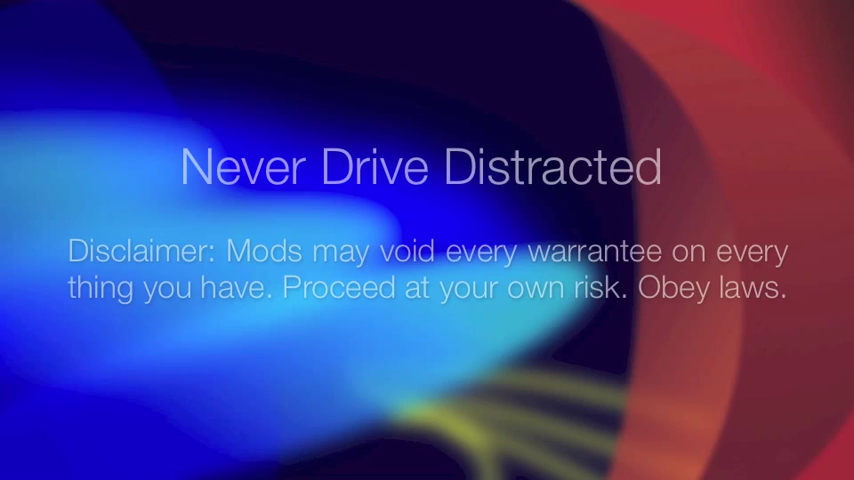 Never Drive Distracted
Disclaimer: Mods may void every warrantee on every
thing you have. Proceed at your own risk. Obey laws.